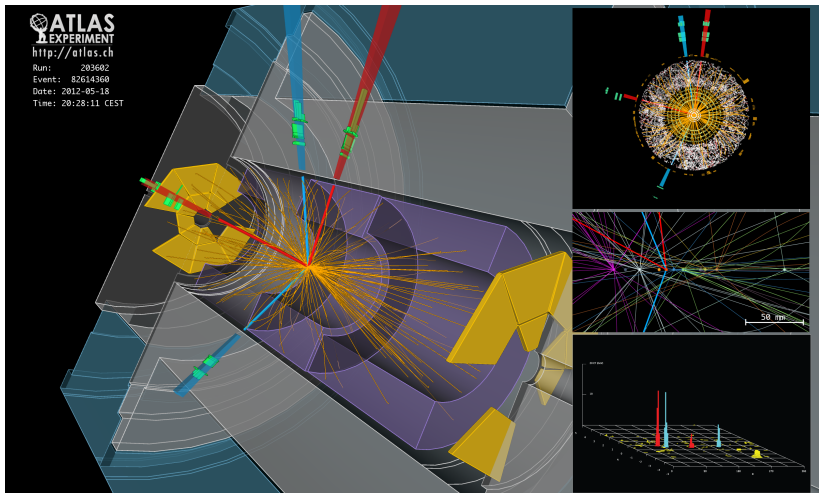 ATLAS
EXPERIMENT
http://atlas.ch
Run: 203602
Event: 82614360
Date: 2012-05-18
Time: 20:28:11 CEST
50 mm